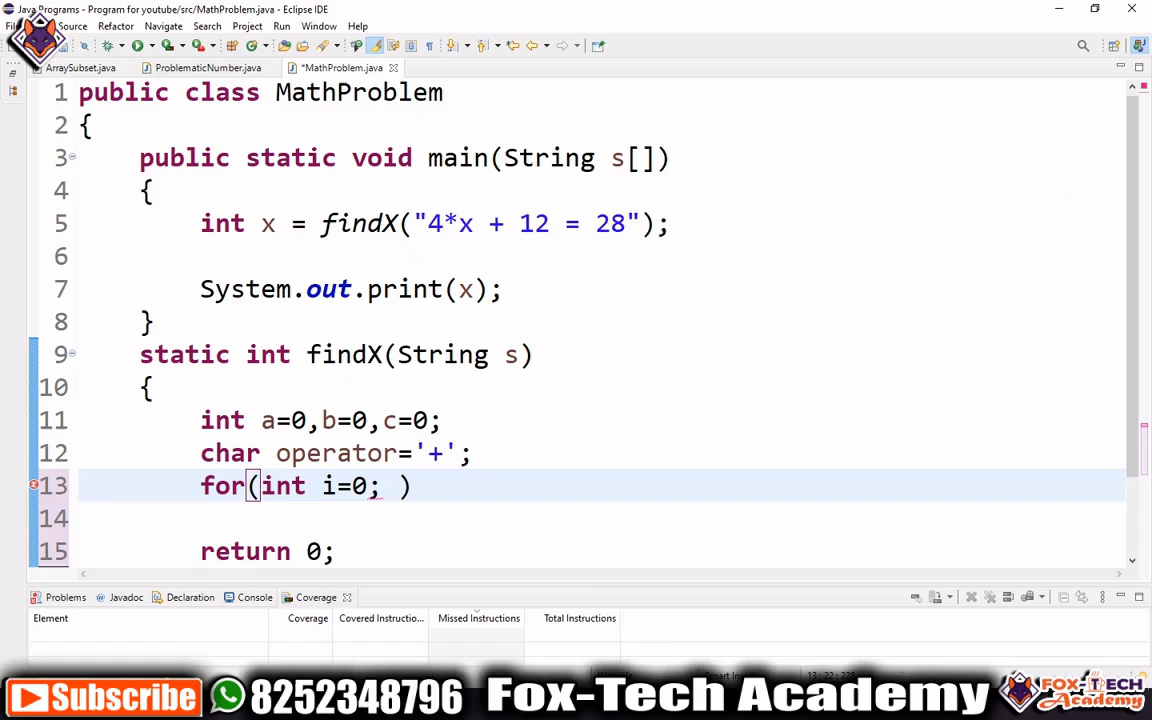 Java Programs - Program for youtube/src/MathProblem.java - Eclipse IDE
Source Refactor Navigate Search Project Run Window Help
ArraySubset.java ProblematicNumber.java *MathProblem.java
1 public class MathProblem
2 {
3 public static void main(String s[])
4 {
5 int x = findX("4*x + 12 = 28");
6
7 System.out.print(x);
8 }
9 static int findX(String s)
10 {
11 int a=0,b=0,c=0;
12 char operator='+';
13 for(int i=0; )
14
15 return 0;
Problems Javadoc Declaration Console Coverage
Element Coverage Covered Instructio... Missed Instructions Total Instructions
Subscribe 8252348796 Fox-Tech Academy